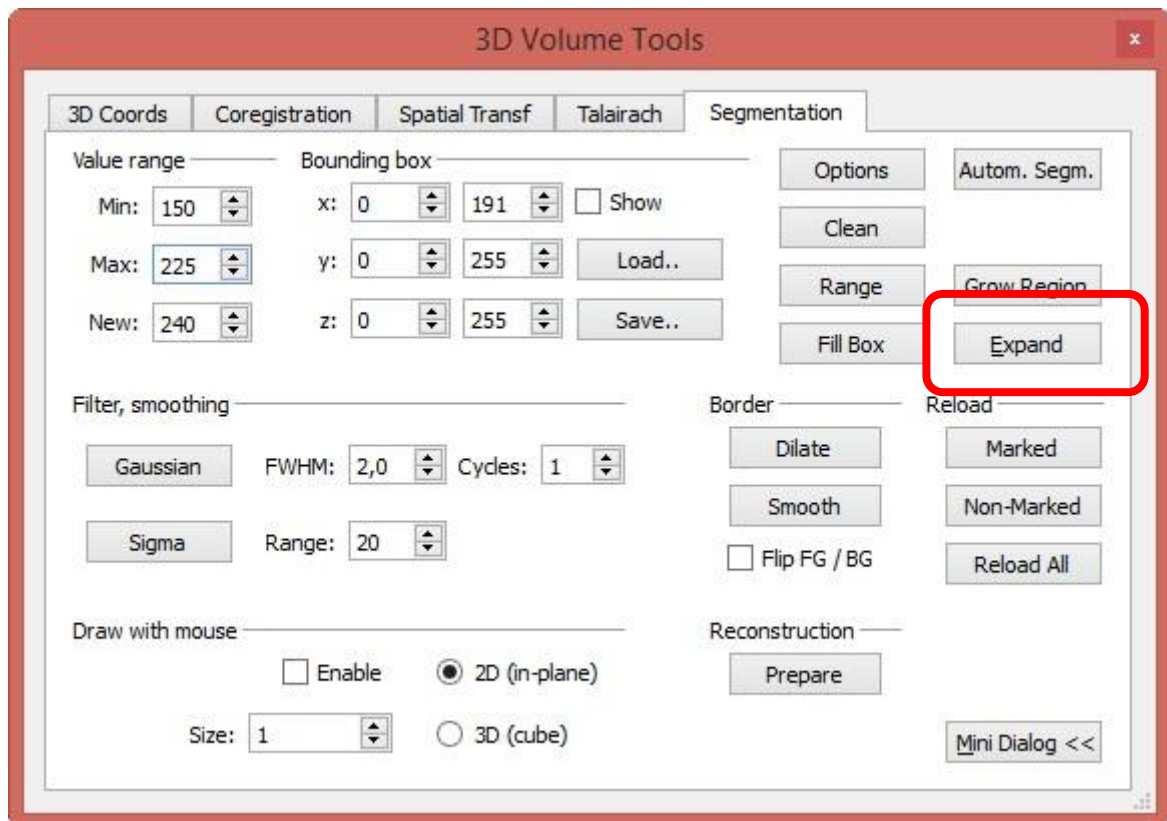 3D Volume Tools
x
3D Coords Coregistration Spatial Transf Talairach Segmentation
Value range Bounding box Options Autom. Segm.
Min: 150 x: 0 191 Show
Clean
Max: 225 y: 0 255 Load..
Range Grow Region
New: 240 z: 0 255 Save..
Fill Box Expand
Filter, smoothing Border Reload
Gaussian FWHM: 2,0 Cycles: 1 Dilate Marked
Smooth Non-Marked
Sigma Range: 20
Flip FG / BG Reload All
Draw with mouse Reconstruction
Enable 2D (in-plane) Prepare
Size: 1 3D (cube)
Mini Dialog <<